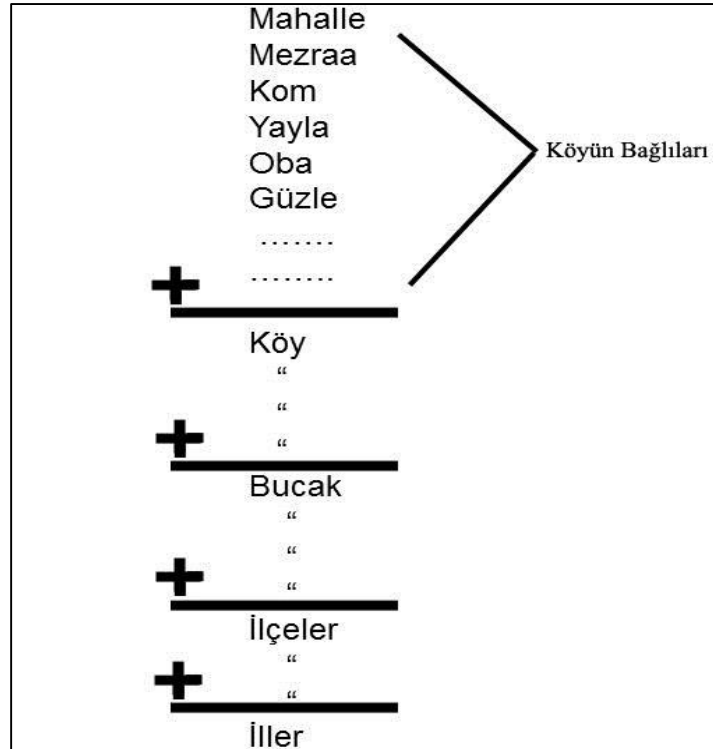 Mahalle
Mezraa
Kom
Yayla
Oba
Güzle
.......
........
Köyün Bağlıları
+
Köy
“
“
+ “
Bucak
“
“
+ “
İlçeler
“
+ “
İller